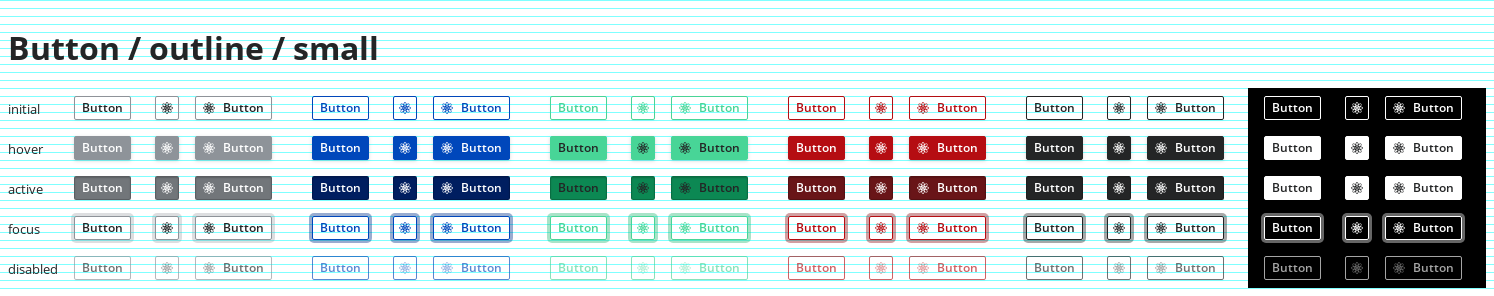 Button / outline / small
initial Button Button Button Button Button Button Button Button Button Button Button Button
hover Button Button Button Button Button Button Button Button Button Button Button Button
active Button Button Button Button Button Button Button Button Button Button Button Button
focus Button Button Button Button Button Button Button Button Button Button Button Button
disabled Button Button Button Button Button Button Button Button Button Button Button Button